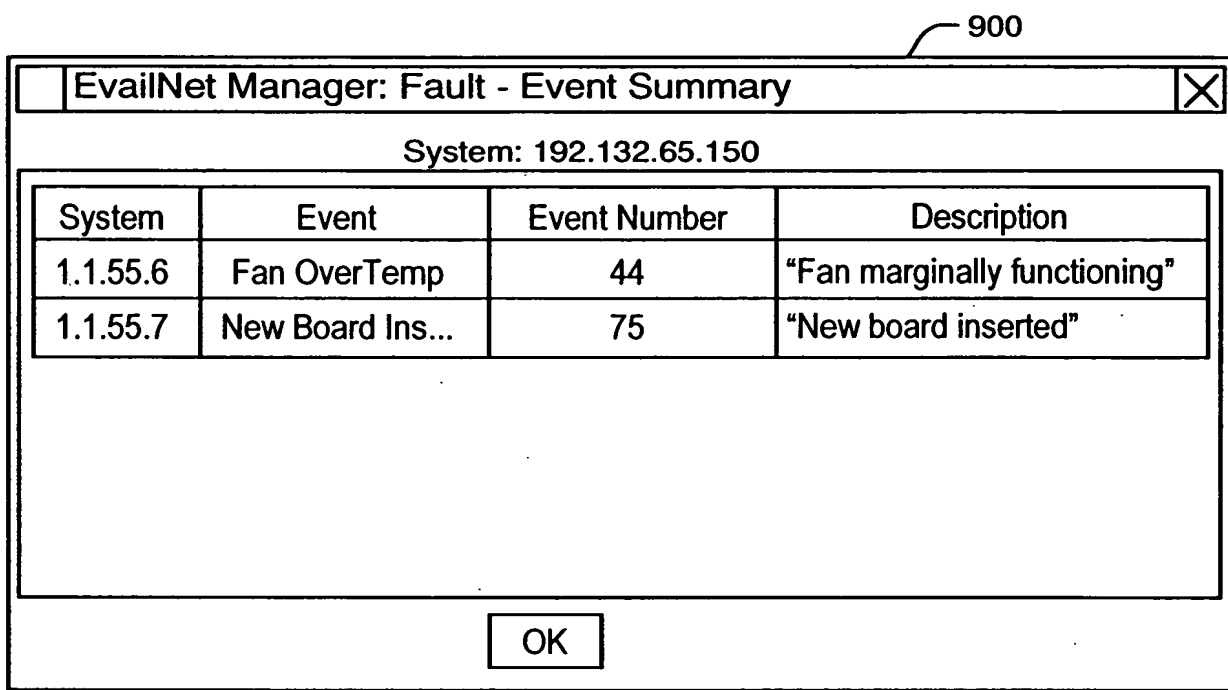 900
EvailNet Manager: Fault - Event Summary
System: 192.132.65.150
System Event Event Number Description
1.1.55.6 Fan OverTemp 44 “Fan marginally functioning”
1.1.55.7 New Board Ins... 75 “New board inserted”
OK